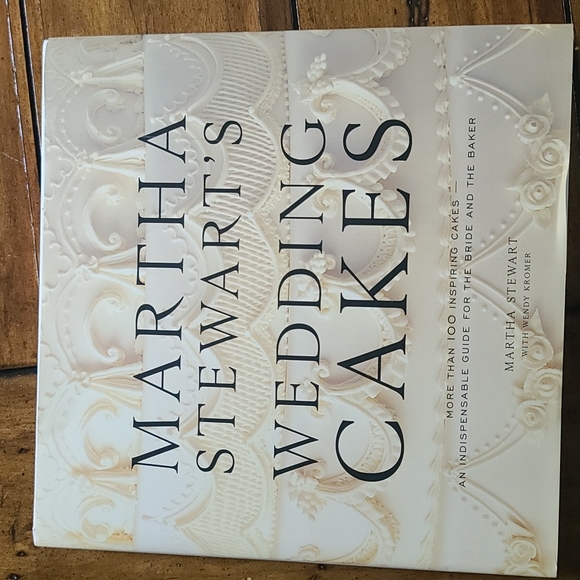 MARTHA
STEWART'S
WEDDING
CAKES
MORE THAN 100 INSPIRING CAKES —
AN INDISPENSABLE GUIDE FOR THE BRIDE AND THE BAKER
MARTHA STEWART
WITH WENDY KROMER